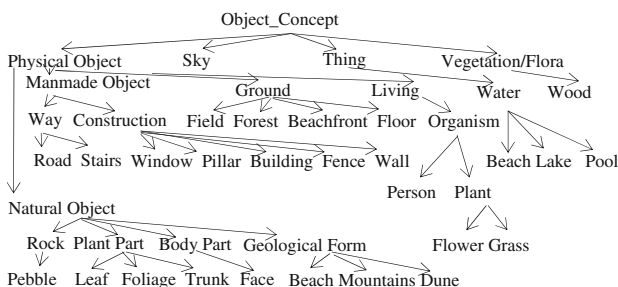 Object_Concept
Physical Object Sky Thing Vegetation/Flora
Manmade Object Ground Living Water Wood
Way Construction Field Forest Beachfront Floor Organism
Road Stairs Window Pillar Building Fence Wall Beach Lake Pool
Person Plant
Natural Object
Rock Plant Part Body Part Geological Form Flower Grass
Pebble Leaf Foliage Trunk Face Beach Mountains Dune